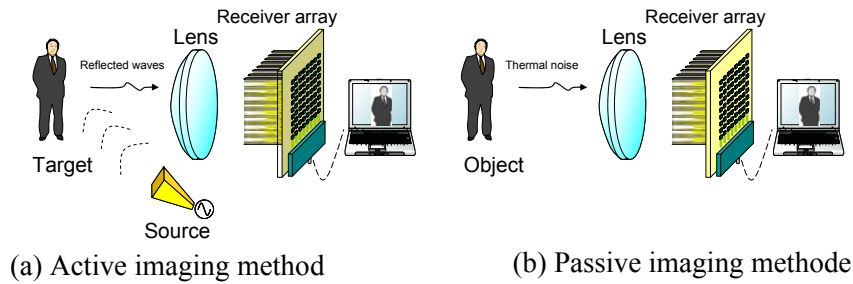 Receiver array
Lens
Reflected waves
Target
Source
(a) Active imaging method
Receiver array
Lens
Thermal noise
Object
(b) Passive imaging methode